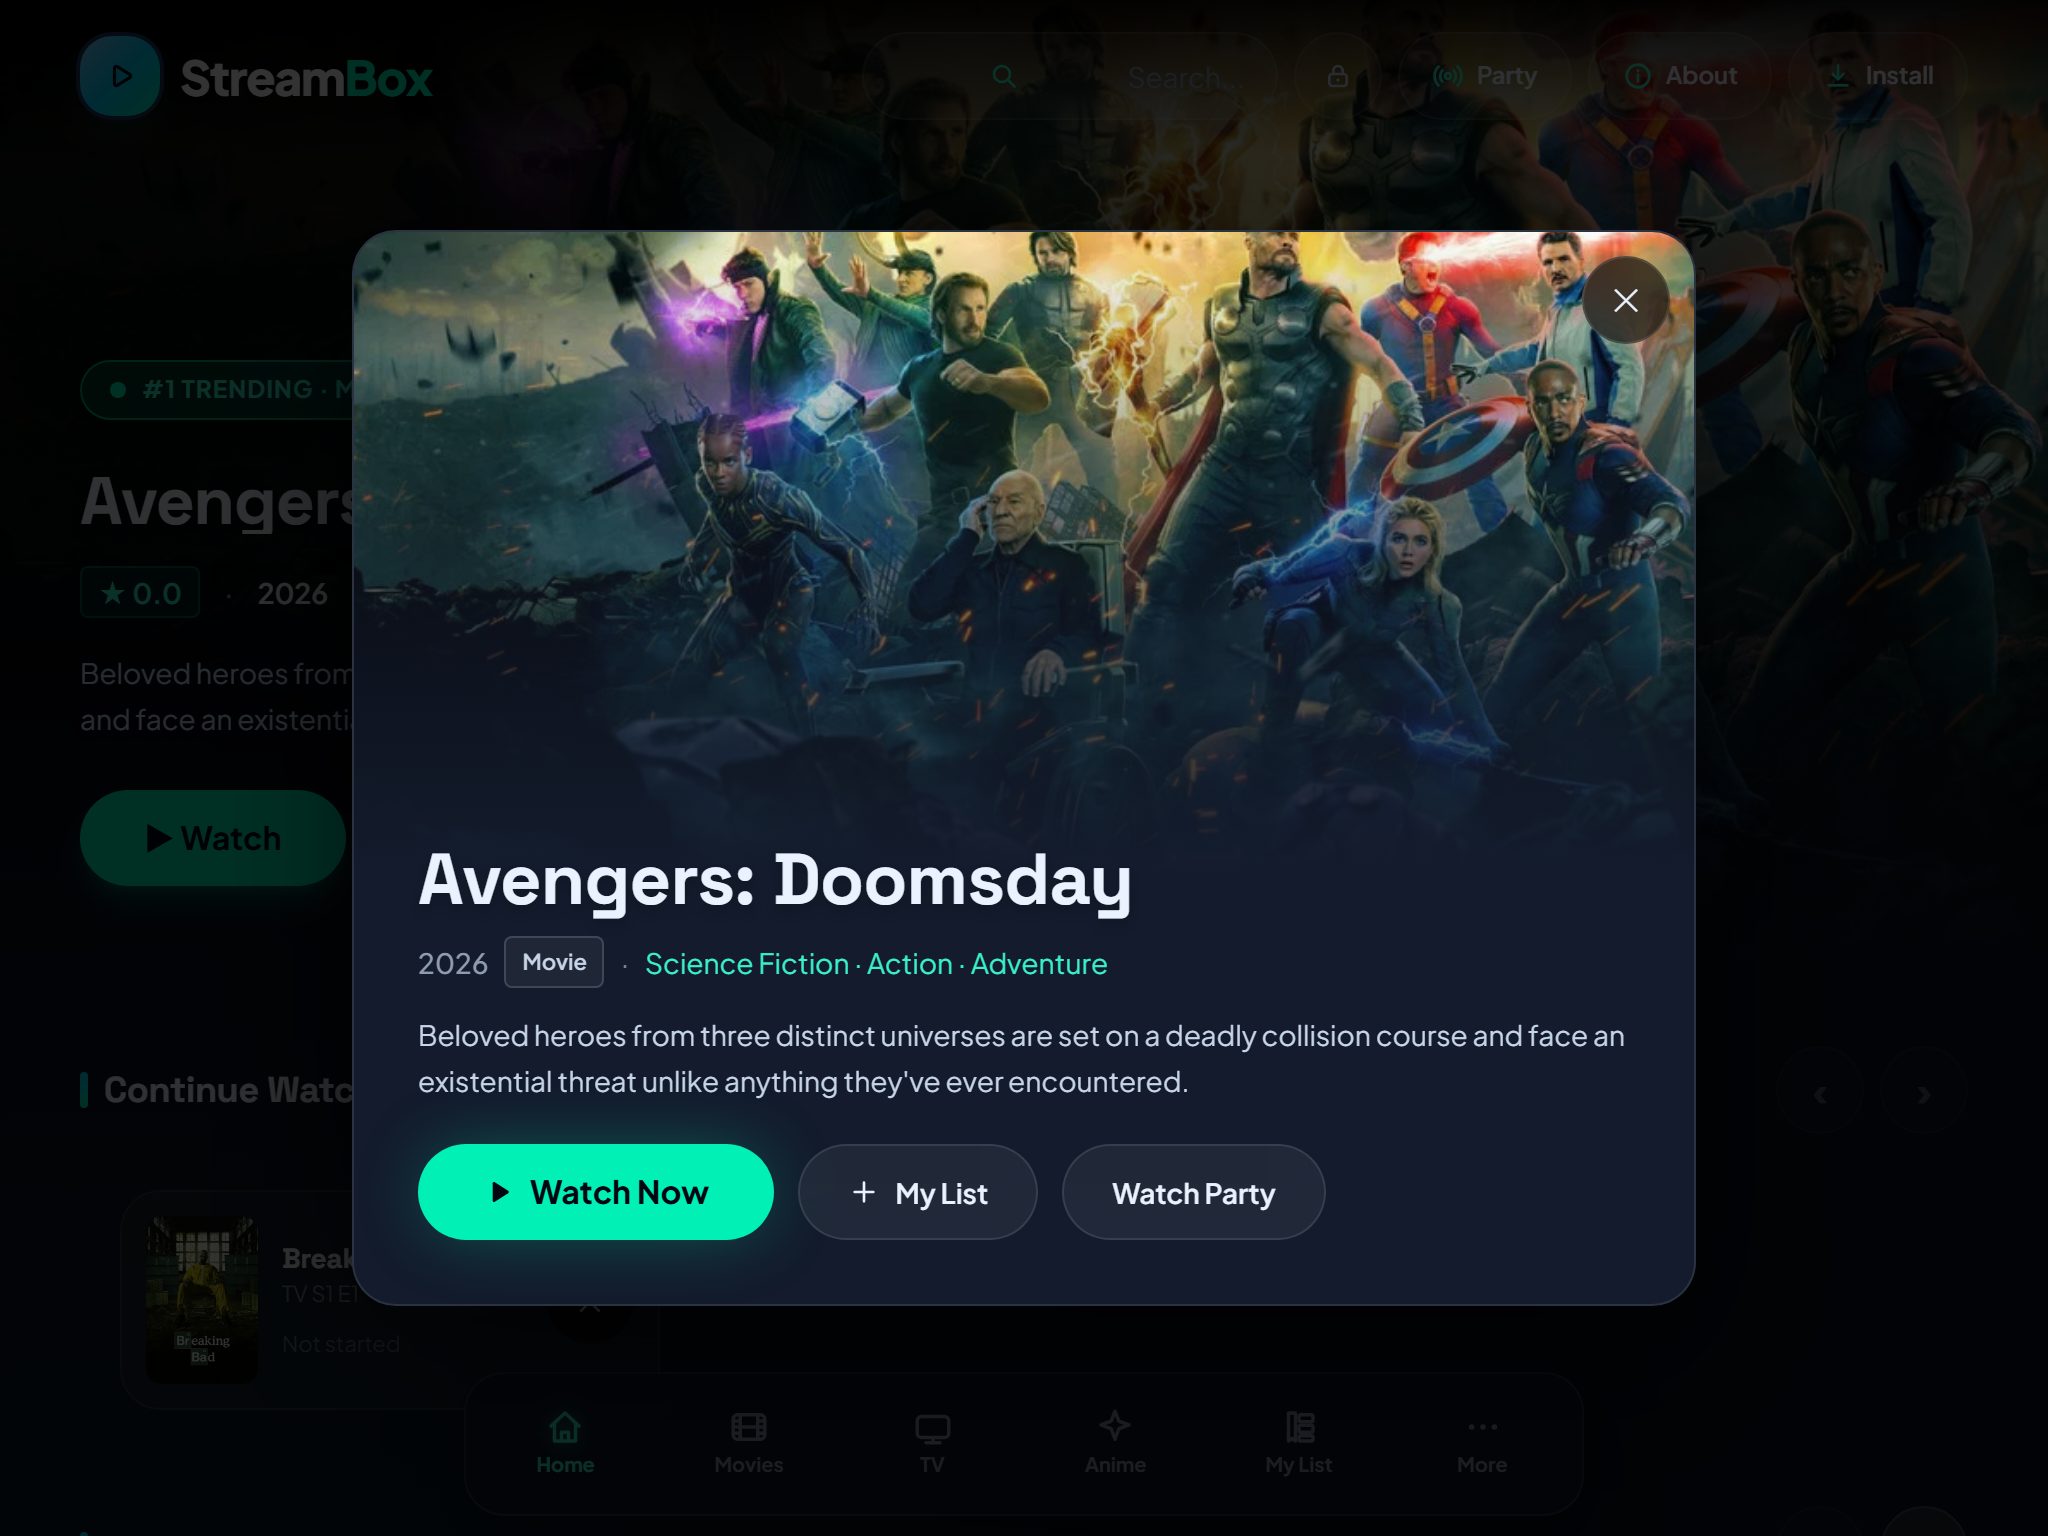 StreamBox
Search...
Party
About
Install
#1 TRENDING · M
Avengers
★ 0.0 · 2026
Beloved heroes from
and face an existentia
▶ Watch
Avengers: Doomsday
2026 Movie · Science Fiction · Action · Adventure
Beloved heroes from three distinct universes are set on a deadly collision course and face an
existential threat unlike anything they've ever encountered.
Watch Now
My List
Watch Party
Continue Watc
Break
TV S1 E1
Not started
Breaking
Bad
Home
Movies
TV
Anime
My List
More